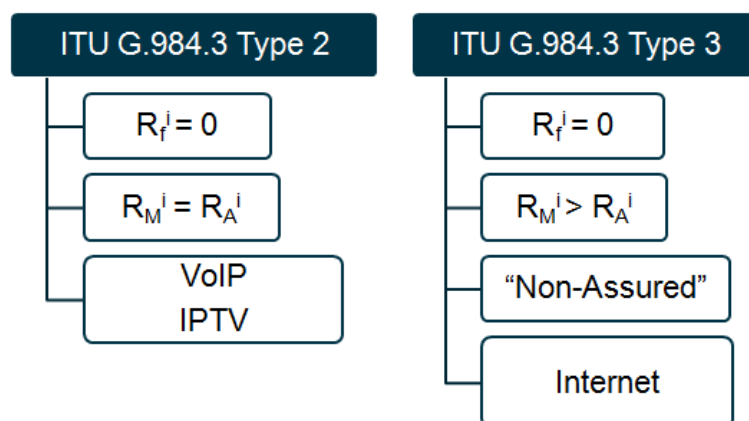 ITU G.984.3 Type 2
R_f^i = 0
R_M^i = R_A^i
VoIP
IPTV
ITU G.984.3 Type 3
R_f^i = 0
R_M^i > R_A^i
“Non-Assured”
Internet